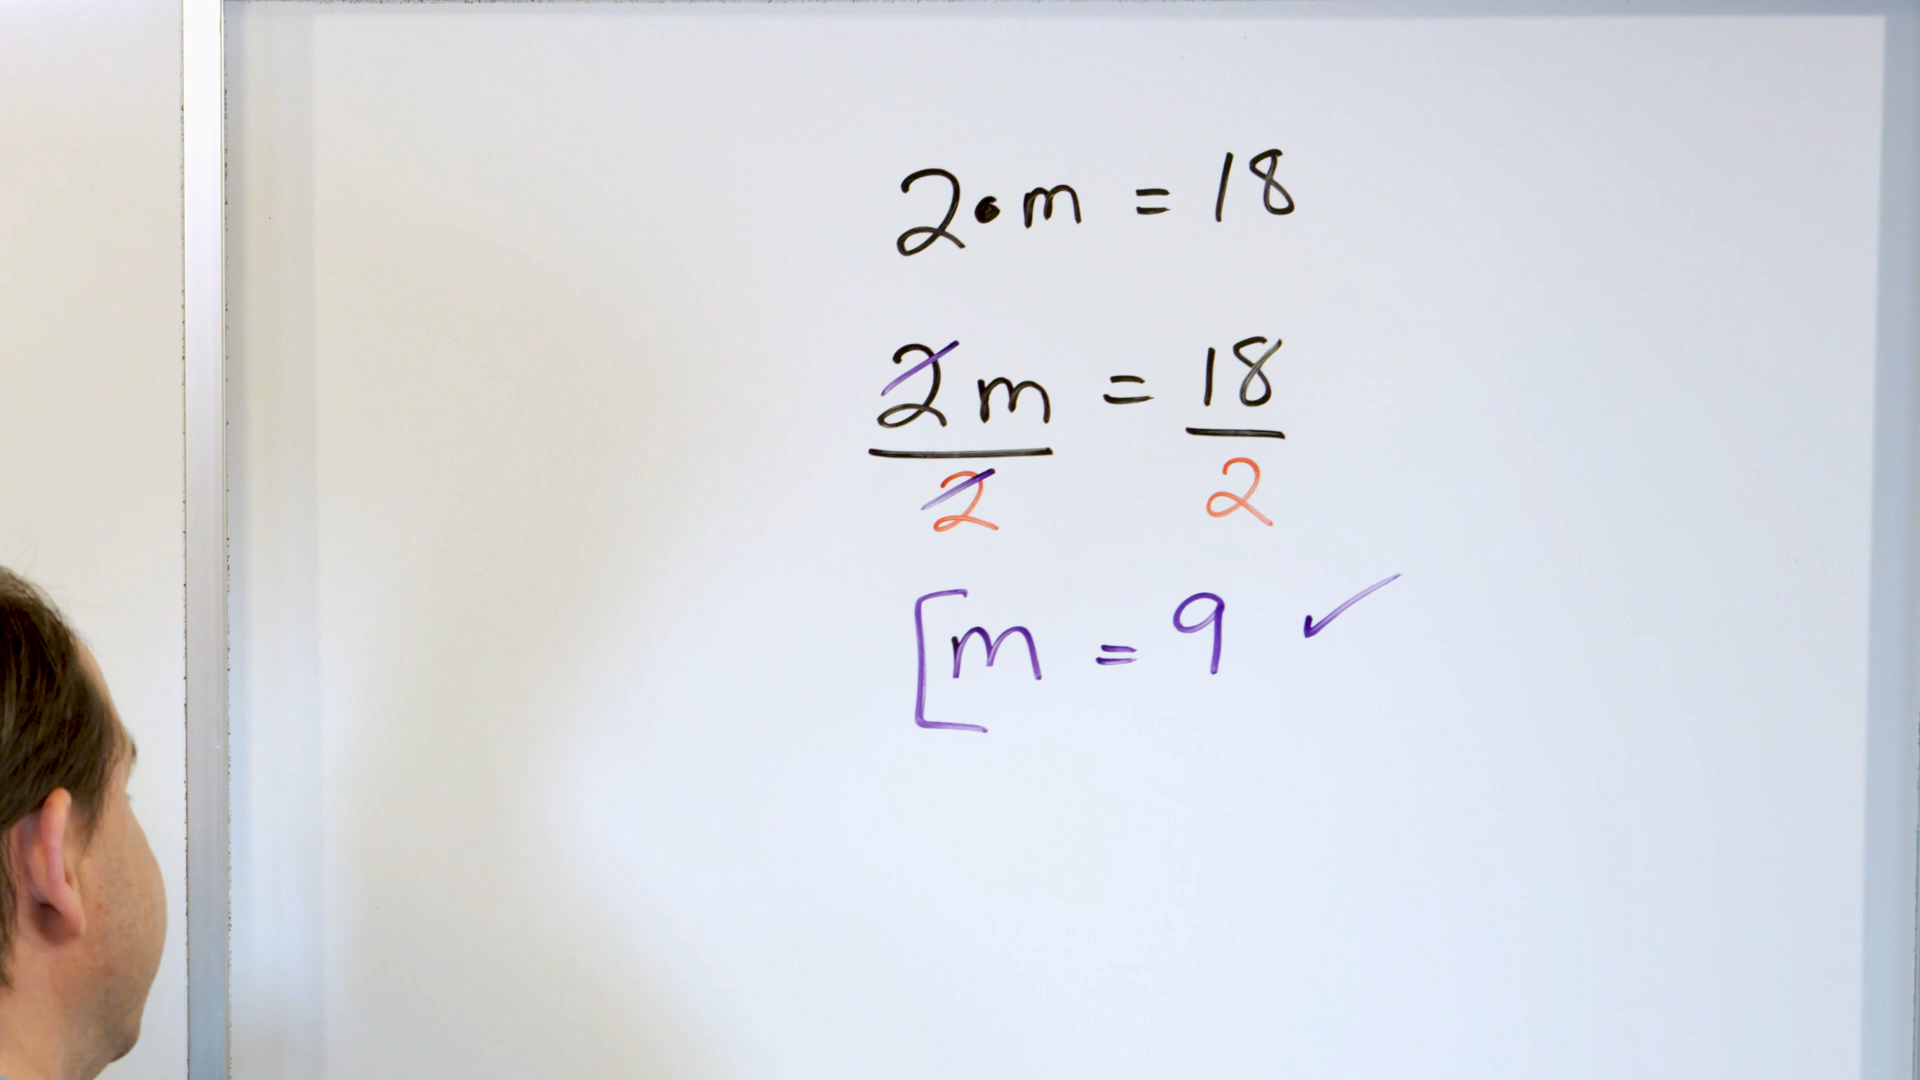 2•m = 18
2m = 18
2 2
[m = 9 ✓